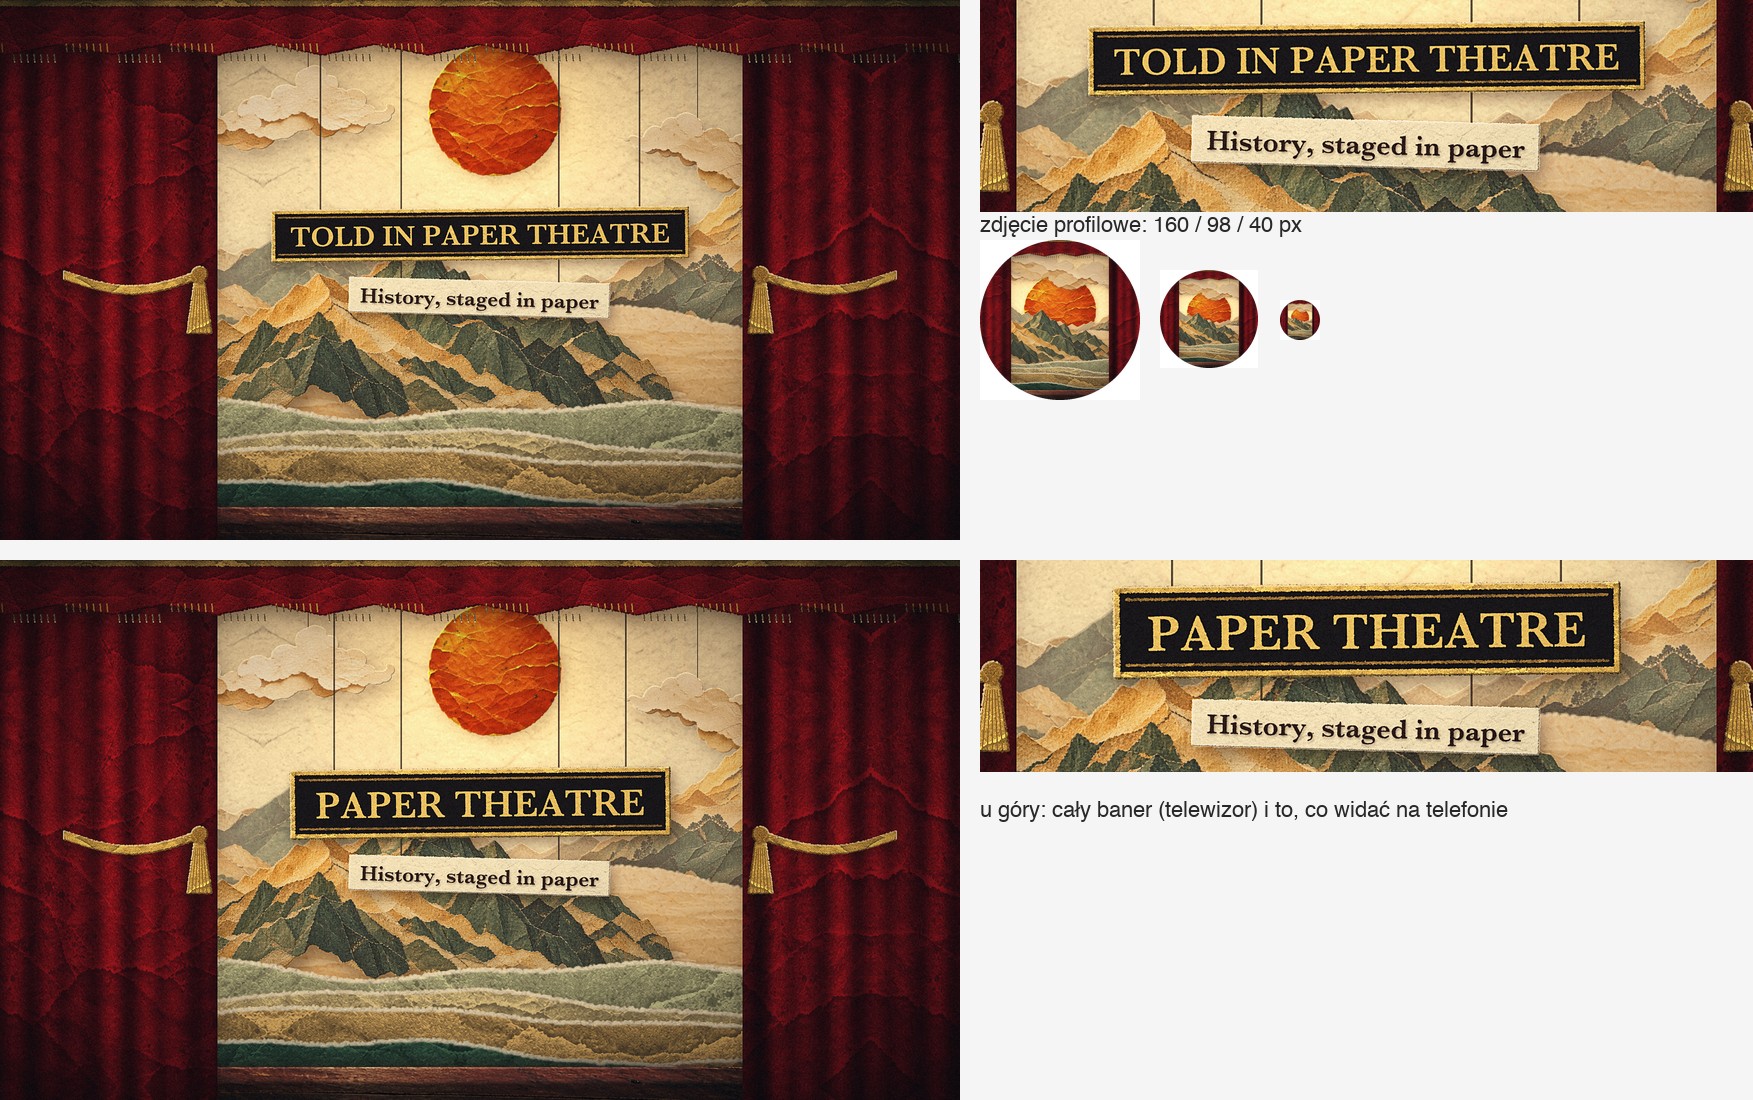 TOLD IN PAPER THEATRE
History, staged in paper
TOLD IN PAPER THEATRE
History, staged in paper
zdjęcie profilowe: 160 / 98 / 40 px
PAPER THEATRE
History, staged in paper
PAPER THEATRE
History, staged in paper
u góry: cały baner (telewizor) i to, co widać na telefonie